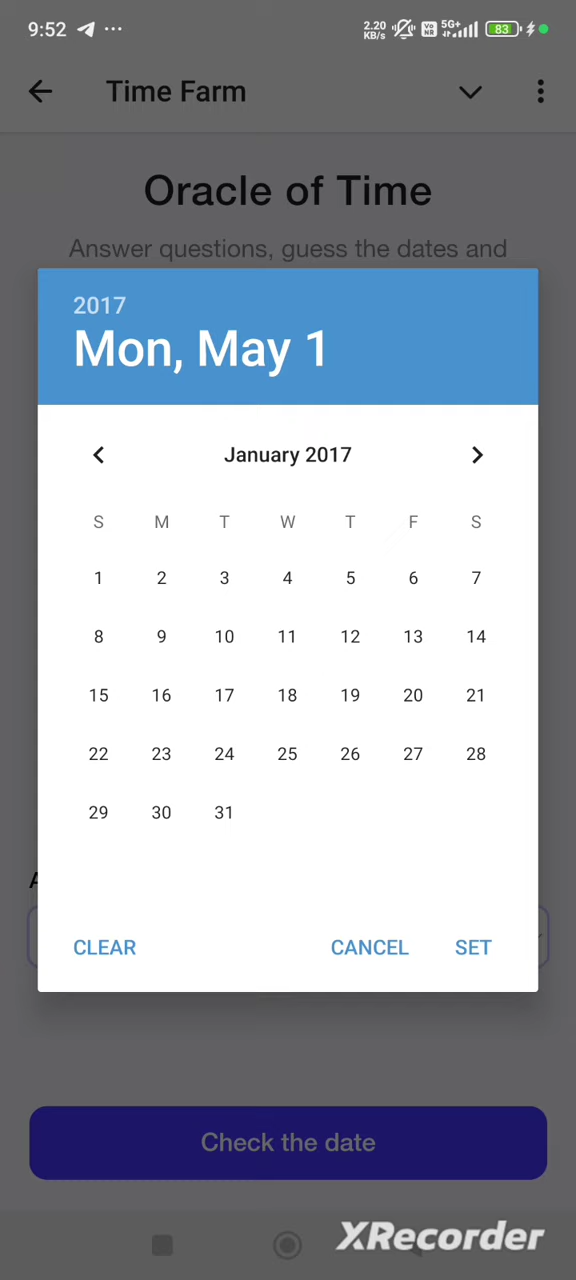 9:52
2.20 KB/s
Vo NR
5G+
83
Time Farm
Oracle of Time
Answer questions, guess the dates and
2017
Mon, May 1
January 2017
S M T W T F S
1 2 3 4 5 6 7
8 9 10 11 12 13 14
15 16 17 18 19 20 21
22 23 24 25 26 27 28
29 30 31
CLEAR CANCEL SET
Check the date
XRecorder